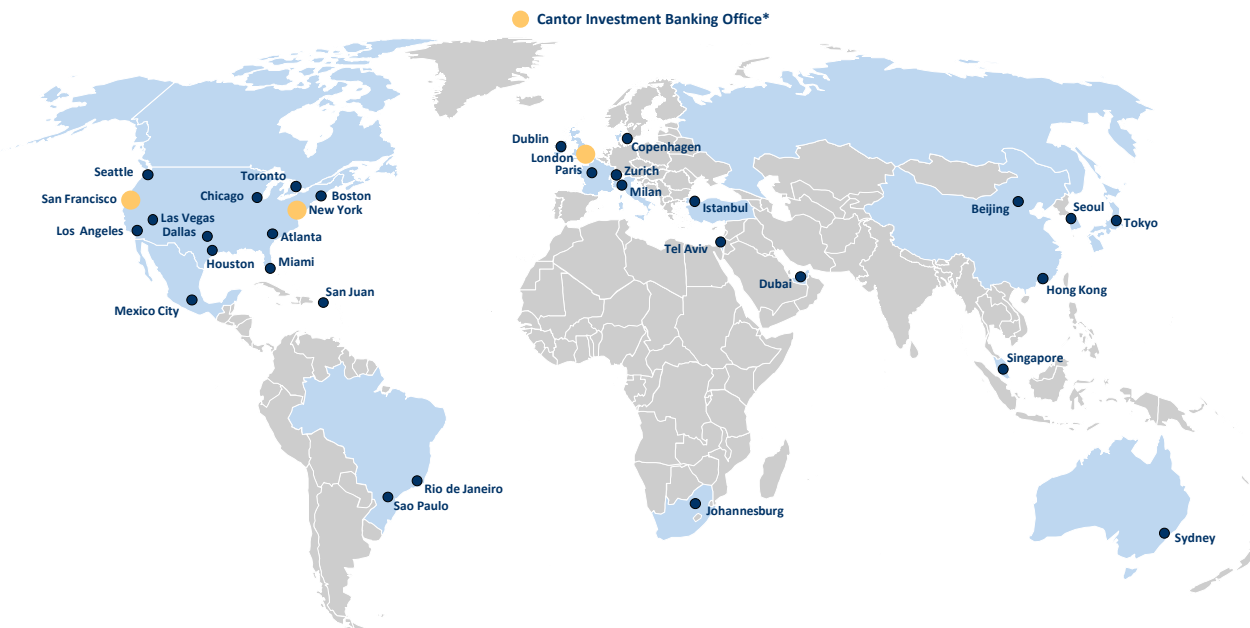 Cantor Investment Banking Office*
Dublin
Copenhagen
London
Paris
Zurich
Milan
Istanbul
Seattle
Toronto
San Francisco
Chicago
Boston
New York
Las Vegas
Los Angeles
Dallas
Atlanta
Houston
Miami
San Juan
Mexico City
Tel Aviv
Dubai
Beijing
Seoul
Tokyo
Hong Kong
Singapore
Rio de Janeiro
Sao Paulo
Johannesburg
Sydney